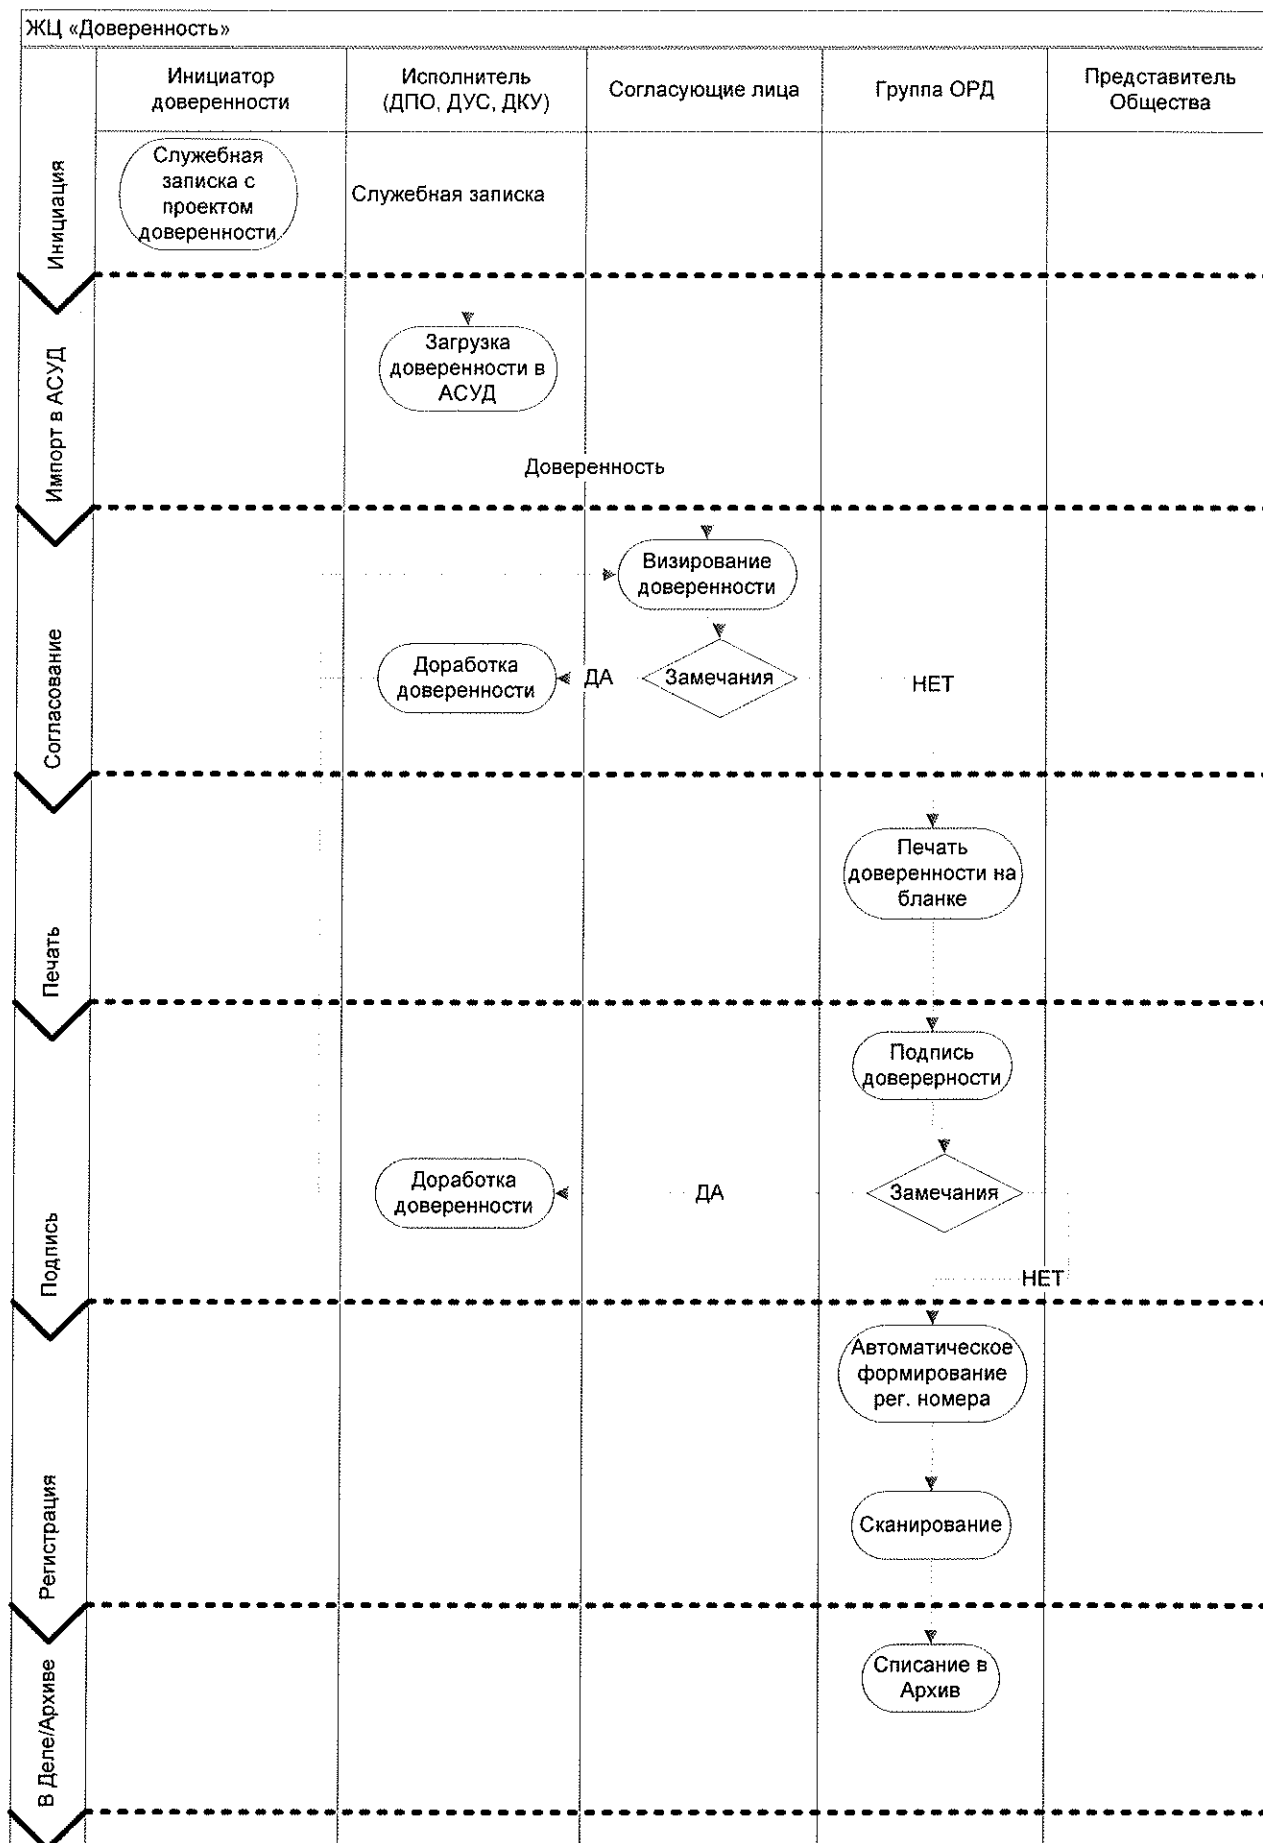 ЖЦ «Доверенность»
Инициатор
доверенности
Исполнитель
(ДПО, ДУС, ДКУ)
Согласующие лица
Группа ОРД
Представитель
Общества
Инициация
Служебная
записка с
проектом
доверенности
Служебная записка
Импорт в АСУД
Загрузка
доверенности в
АСУД
Доверенность
Согласование
Визирование
доверенности
Доработка
доверенности
ДА
Замечания
НЕТ
Печать
Печать
доверенности на
бланке
Подпись
Подпись
доверерности
Доработка
доверенности
ДА
Замечания
НЕТ
Регистрация
Автоматическое
формирование
рег. номера
Сканирование
В Деле/Архиве
Списание в
Архив